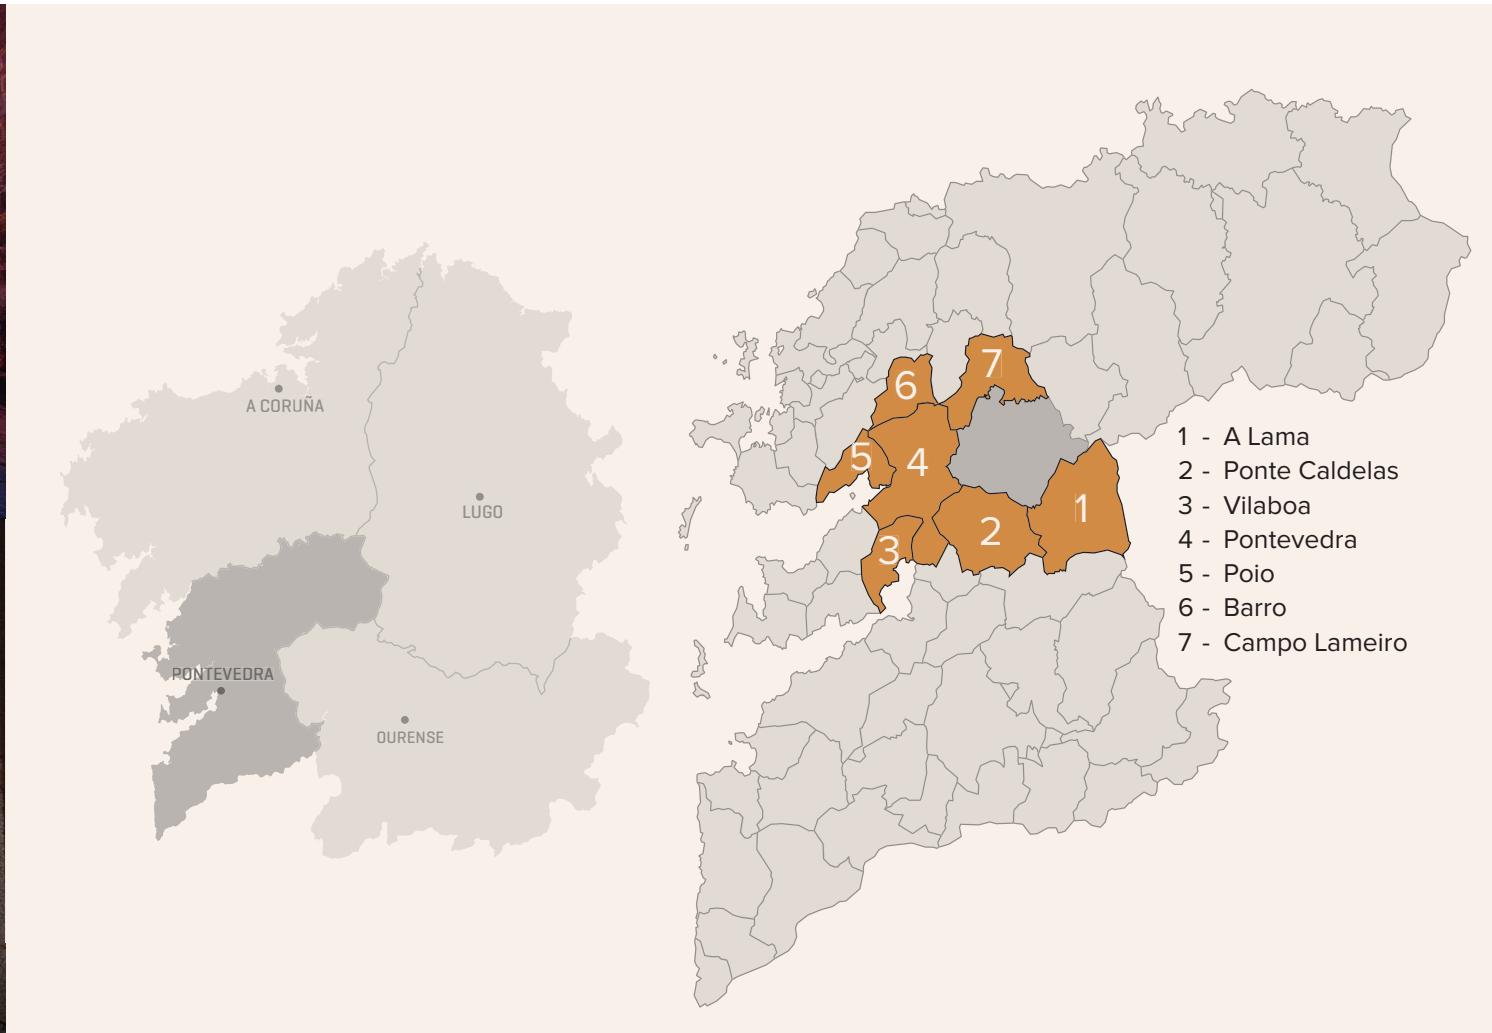 A CORUÑA
LUGO
PONTEVEDRA
OURENSE
7
6
5
4
1
2
3
1 - A Lama
2 - Ponte Caldelas
3 - Vilaboa
4 - Pontevedra
5 - Poio
6 - Barro
7 - Campo Lameiro